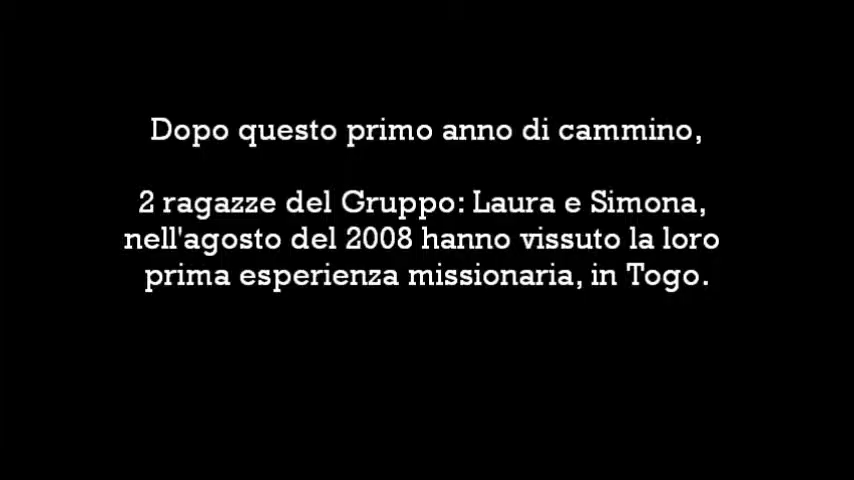 Dopo questo primo anno di cammino,
2 ragazze del Gruppo: Laura e Simona,
nell'agosto del 2008 hanno vissuto la loro
prima esperienza missionaria, in Togo.